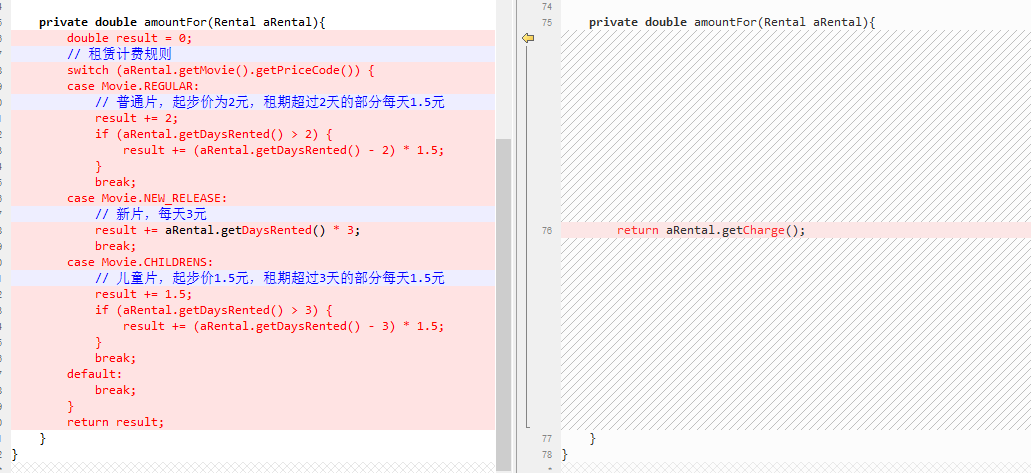 private double amountFor(Rental aRental){
double result = 0;
// 租赁计费规则
switch (aRental.getMovie().getPriceCode()) {
case Movie.REGULAR:
// 普通片，起步价为2元，租期超过2天的部分每天1.5元
result += 2;
if (aRental.getDaysRented() > 2) {
result += (aRental.getDaysRented() - 2) * 1.5;
}
break;
case Movie.NEW_RELEASE:
// 新片，每天3元
result += aRental.getDaysRented() * 3;
break;
case Movie.CHILDRENS:
// 儿童片，起步价1.5元，租期超过3天的部分每天1.5元
result += 1.5;
if (aRental.getDaysRented() > 3) {
result += (aRental.getDaysRented() - 3) * 1.5;
}
break;
default:
break;
}
return result;
}
}
74
75 private double amountFor(Rental aRental){
76 return aRental.getCharge();
77 }
78 }